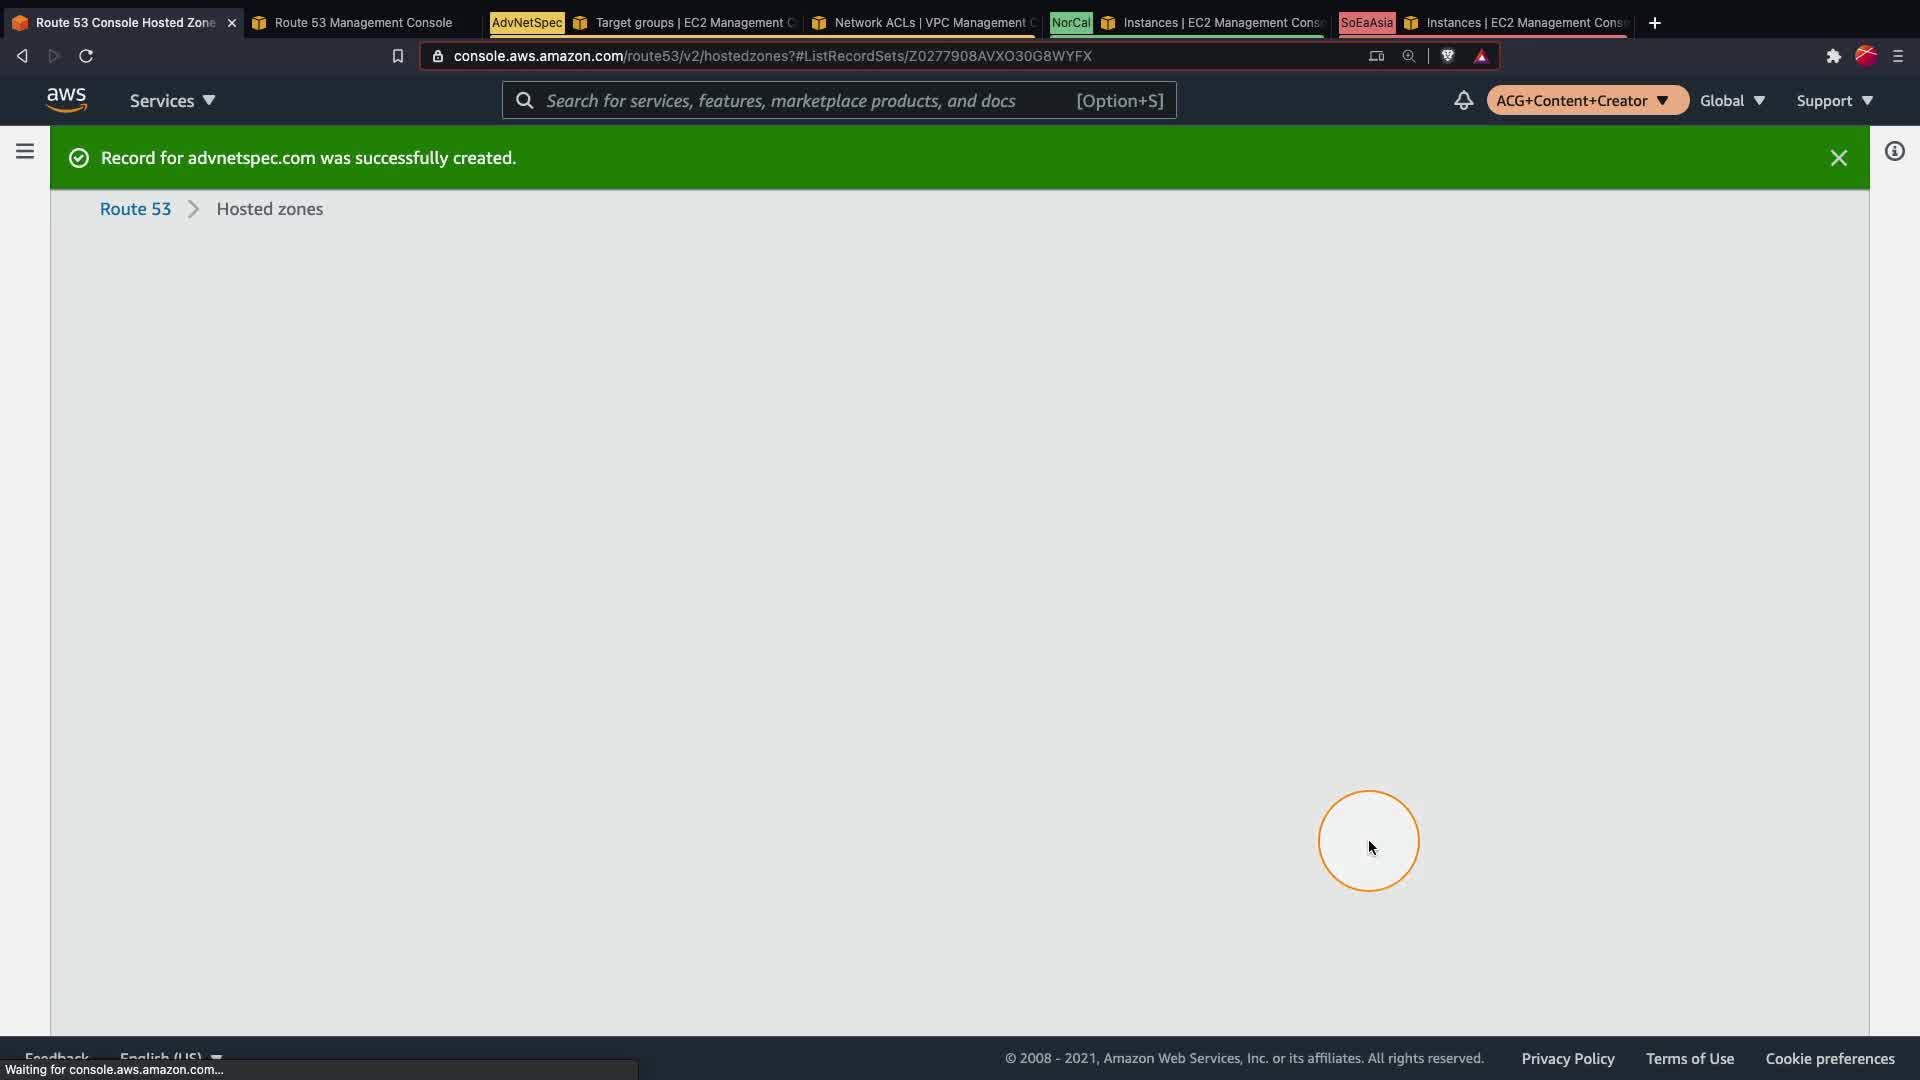 Route 53 Console Hosted Zone
Route 53 Management Console
AdvNetSpec
Target groups | EC2 Management C
Network ACLs | VPC Management C
NorCal
Instances | EC2 Management Conso
SoEaAsia
Instances | EC2 Management Conso
console.aws.amazon.com/route53/v2/hostedzones?#ListRecordSets/Z0277908AVXO30G8WYFX
aws
Services
Search for services, features, marketplace products, and docs
[Option+S]
ACG+Content+Creator
Global
Support
Record for advnetspec.com was successfully created.
Route 53
Hosted zones
Feedback
English (US)
© 2008 - 2021, Amazon Web Services, Inc. or its affiliates. All rights reserved.
Privacy Policy
Terms of Use
Cookie preferences
Waiting for console.aws.amazon.com...